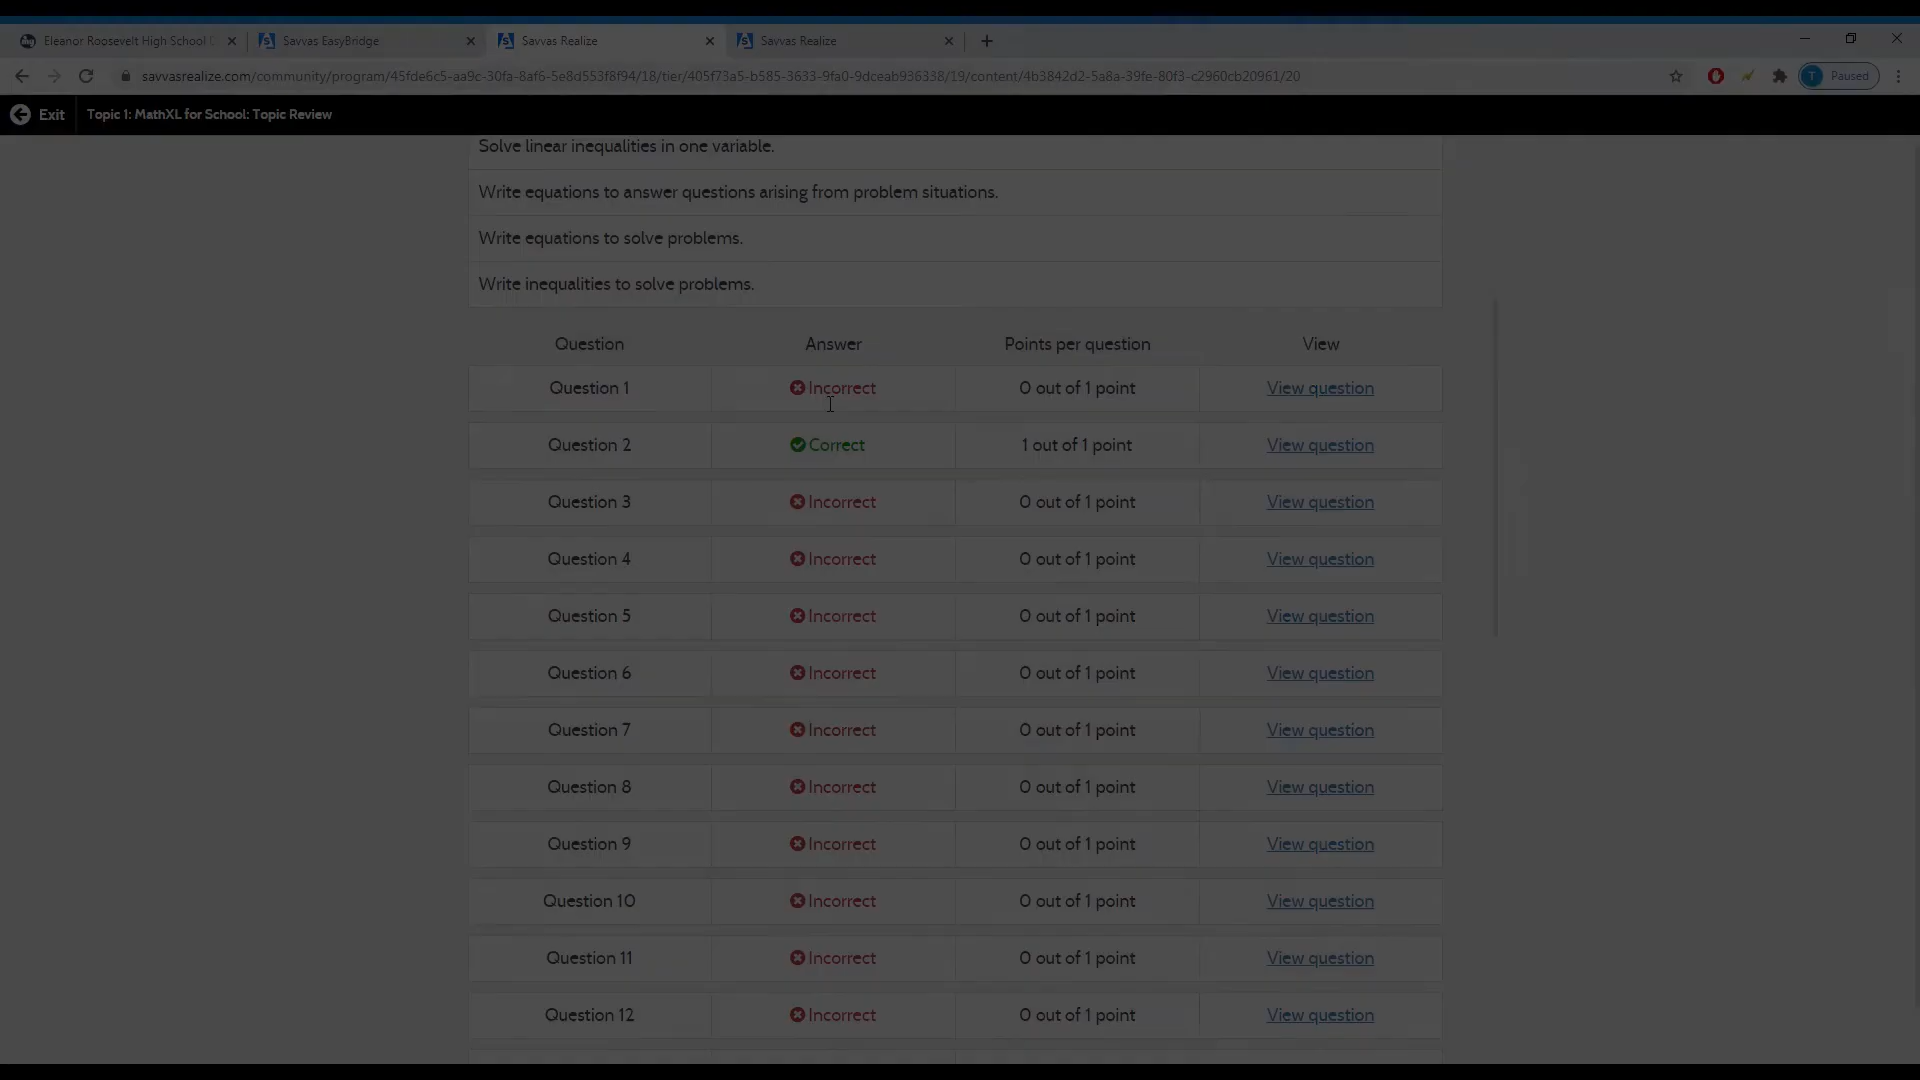 Eleanor Roosevelt High School
Savvas EasyBridge
Savvas Realize
Savvas Realize
savvasrealize.com/community/program/45fde6c5-aa9c-30fa-8af6-5e8d553f8f94/18/tier/405f73a5-b585-3633-9fa0-9dceab936338/19/content/4b3842d2-5a8a-39fe-80f3-c2960cb20961/20
T Paused
Exit Topic 1: MathXL for School: Topic Review
Solve linear inequalities in one variable.
Write equations to answer questions arising from problem situations.
Write equations to solve problems.
Write inequalities to solve problems.
Question Answer Points per question View
Question 1 Incorrect 0 out of 1 point View question
Question 2 Correct 1 out of 1 point View question
Question 3 Incorrect 0 out of 1 point View question
Question 4 Incorrect 0 out of 1 point View question
Question 5 Incorrect 0 out of 1 point View question
Question 6 Incorrect 0 out of 1 point View question
Question 7 Incorrect 0 out of 1 point View question
Question 8 Incorrect 0 out of 1 point View question
Question 9 Incorrect 0 out of 1 point View question
Question 10 Incorrect 0 out of 1 point View question
Question 11 Incorrect 0 out of 1 point View question
Question 12 Incorrect 0 out of 1 point View question